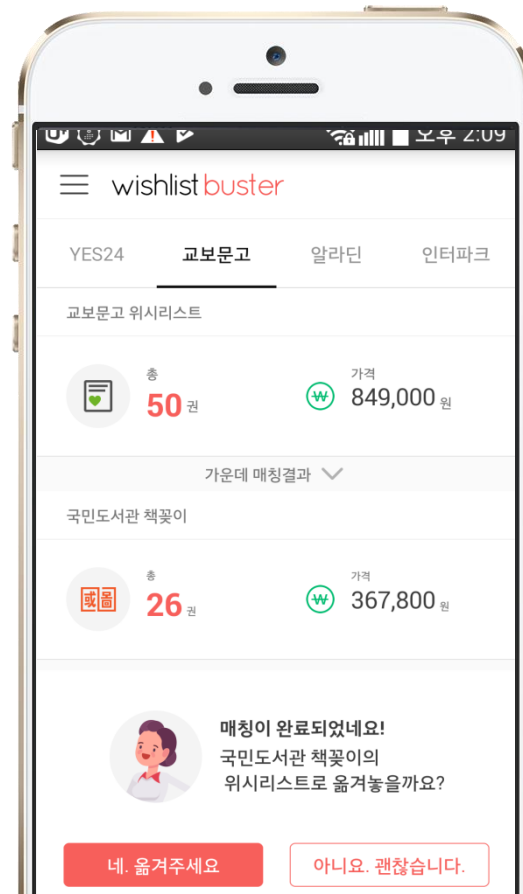 오후 2:09
wishlist buster
YES24 교보문고 알라딘 인터파크
교보문고 위시리스트
총 가격
50 권 849,000 원
가운데 매칭결과
국민도서관 책꽂이
총 가격
26 권 367,800 원
매칭이 완료되었네요!
국민도서관 책꽂이의
위시리스트로 옮겨놓을까요?
네. 옮겨주세요 아니요. 괜찮습니다.